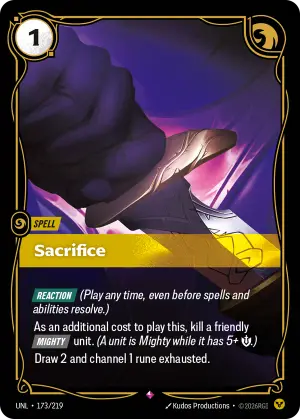 1
SPELL
Sacrifice
REACTION (Play any time, even before spells and
abilities resolve.)
As an additional cost to play this, kill a friendly
MIGHTY unit. (A unit is Mighty while it has 5+ .)
Draw 2 and channel 1 rune exhausted.
UNL • 173/219
Kudos Productions • ©2026RGI